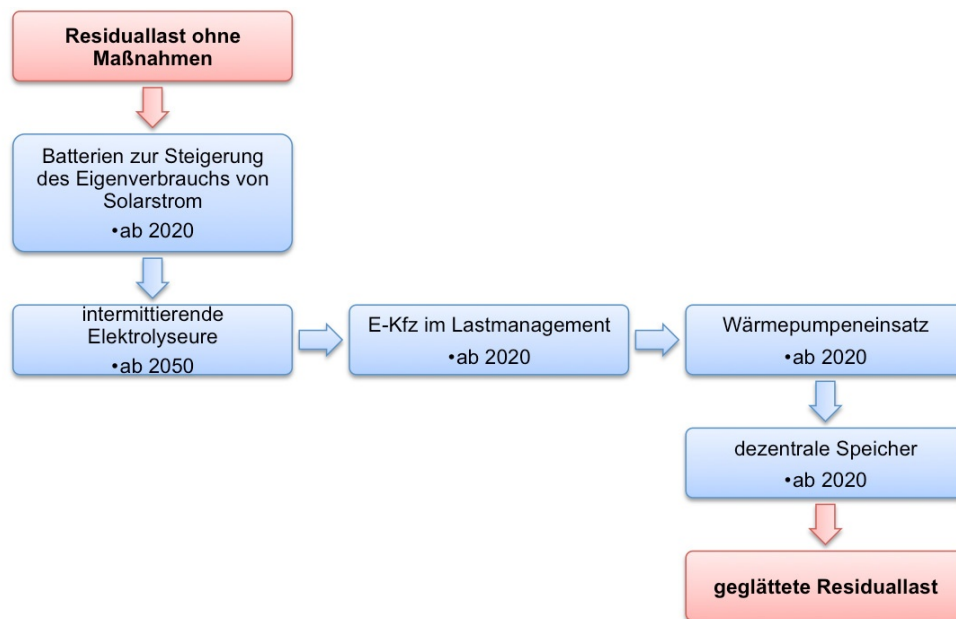 Residuallast ohne
Maßnahmen
Batterien zur Steigerung
des Eigenverbrauchs von
Solarstrom
•ab 2020
intermittierende
Elektrolyseure
•ab 2050
E-Kfz im Lastmanagement
•ab 2020
Wärmepumpeneinsatz
•ab 2020
dezentrale Speicher
•ab 2020
geglättete Residuallast